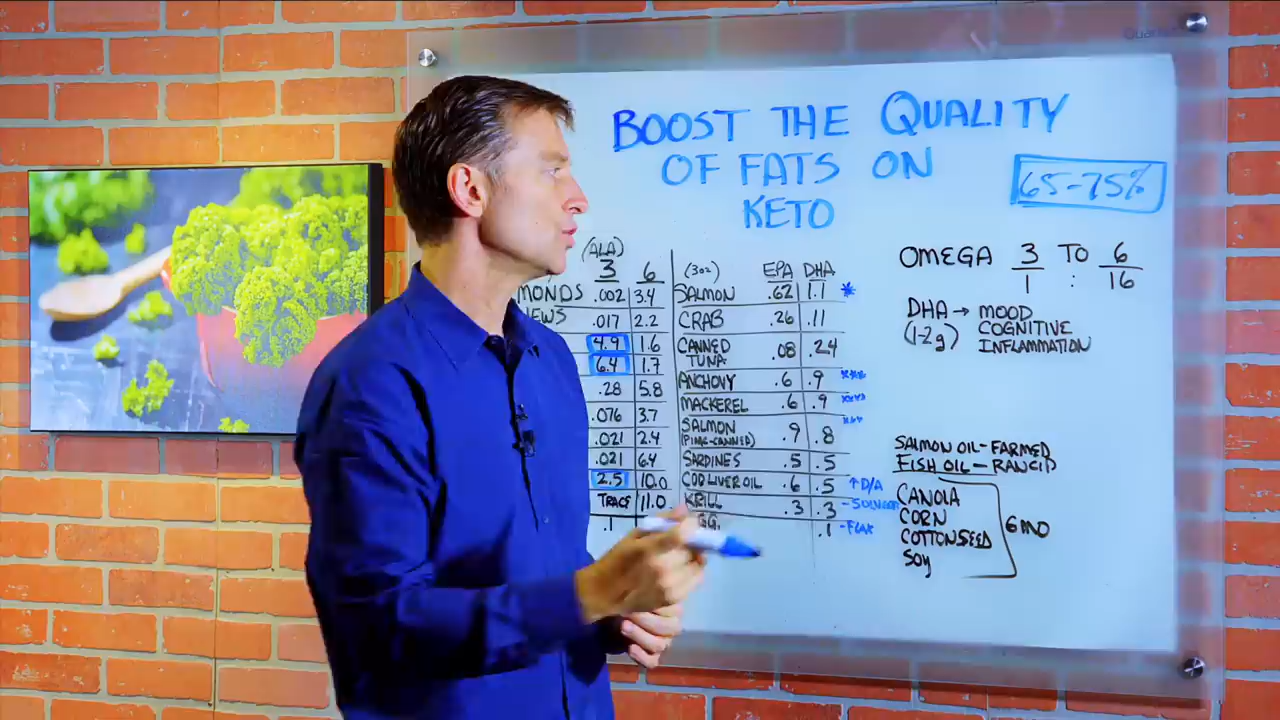 BOOST THE QUALITY
OF FATS ON
KETO
65-75%
(ALA)
3 6
MONDS .002 3.4
.017 2.2
4.9 1.6
6.4 1.7
.28 5.8
.076 3.7
.021 2.4
.021 6.4
2.5 10.0
TRACE 11.0
.1
(3oz) EPA DHA
SALMON .62 1.1 *
CRAB .26 .11
CANNED
TUNA .08 .24
ANCHOVY .6 .9 ***
MACKEREL .6 .9 ***
SALMON
(PINK-CANNED) .9 .8 ***
SARDINES .5 .5
COD LIVER OIL .6 .5 ↑D/A
KRILL .3 .3 -SOLVENT
GG. .1 -FLAX
OMEGA 3 TO 6
1 : 16
DHA → MOOD
(1-2g) COGNITIVE
INFLAMMATION
SALMON OIL-FARMED
FISH OIL-RANCID
CANOLA
CORN
COTTONSEED
SOY
GMO